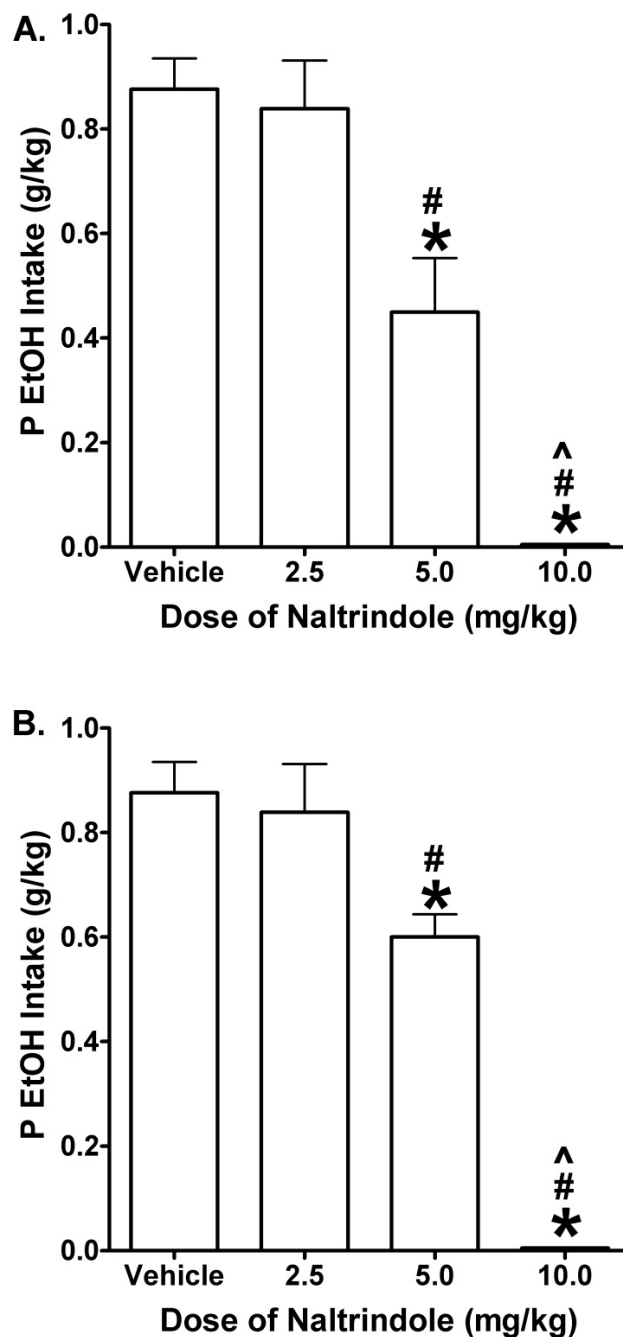 A.
1.0
0.8
0.6
0.4
0.2
0.0
P EtOH Intake (g/kg)
#
*
^
#
*
Vehicle 2.5 5.0 10.0
Dose of Naltrindole (mg/kg)
B.
1.0
0.8
0.6
0.4
0.2
0.0
P EtOH Intake (g/kg)
#
*
^
#
*
Vehicle 2.5 5.0 10.0
Dose of Naltrindole (mg/kg)